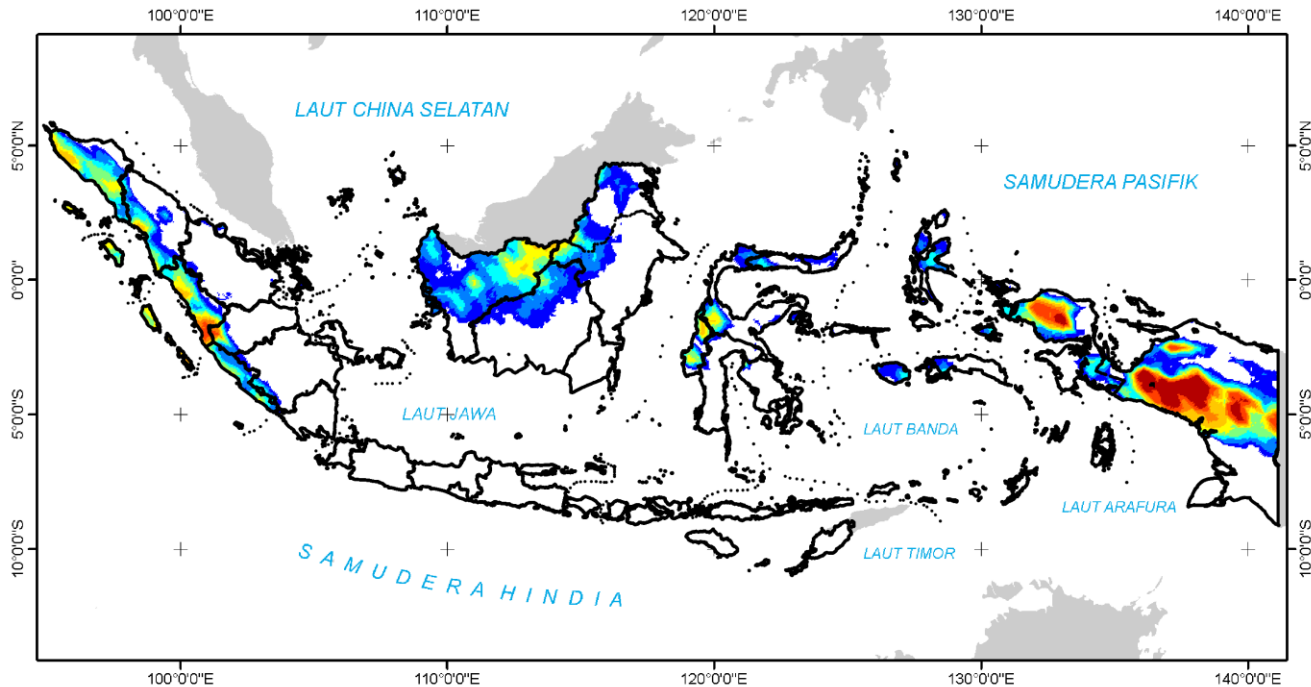 100°0'0"E 110°0'0"E 120°0'0"E 130°0'0"E 140°0'0"E
LAUT CHINA SELATAN
5°0'0"N 5°0'0"N
SAMUDERA PASIFIK
0°0'0" 0°0'0"
LAUT JAWA
5°0'0"S 5°0'0"S
LAUT BANDA
LAUT ARAFURA
10°0'0"S 10°0'0"S
LAUT TIMOR
SAMUDERA HINDIA
100°0'0"E 110°0'0"E 120°0'0"E 130°0'0"E 140°0'0"E